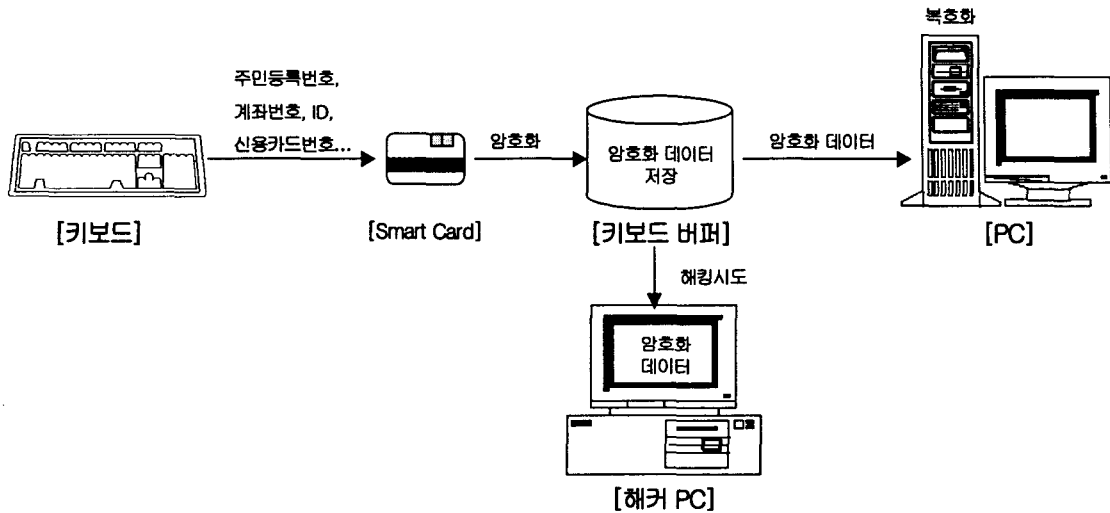 복호화
주민등록번호,
계좌번호, ID,
신용카드번호...
암호화
암호화 데이터
저장
암호화 데이터
[키보드]
[Smart Card]
[키보드 버퍼]
[PC]
해킹시도
암호화
데이터
[해커 PC]